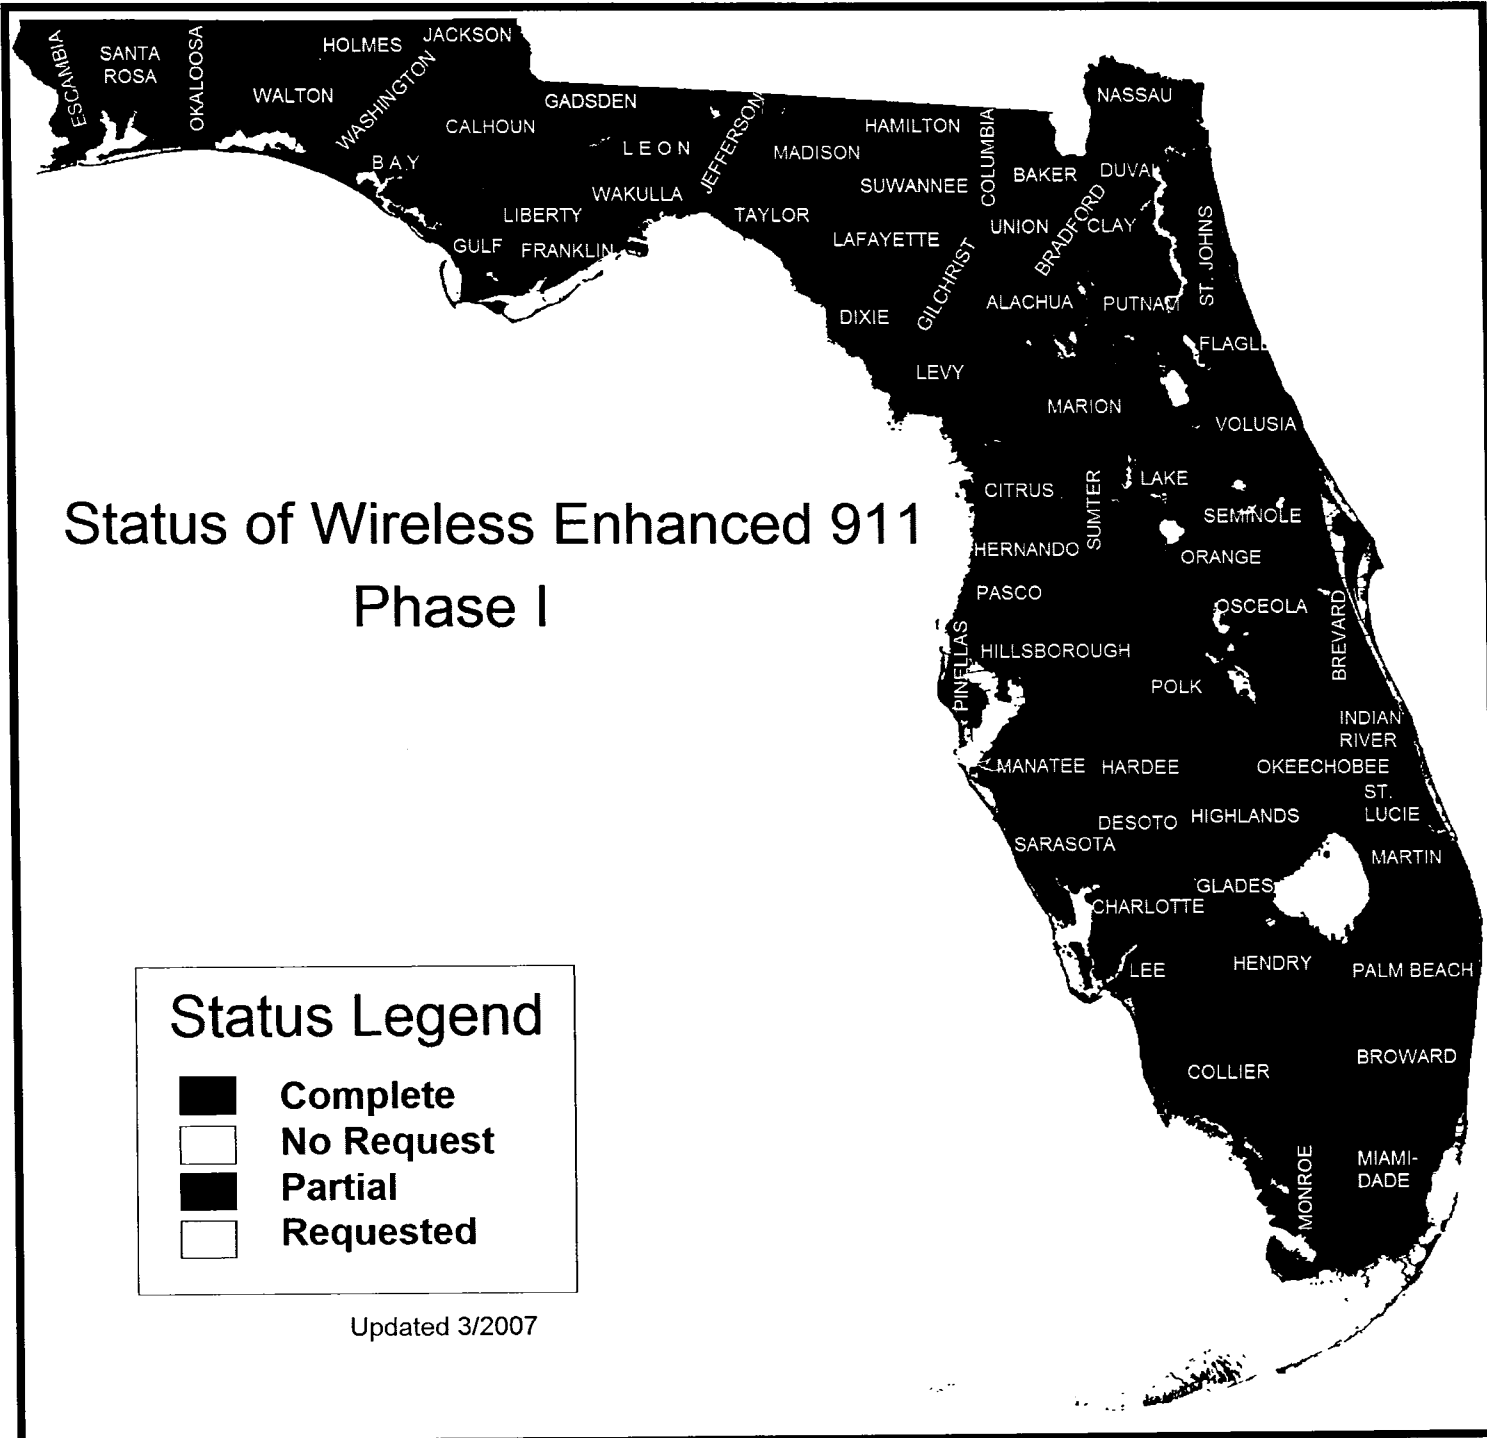 JACKSON
HOLMES
SANTA
ROSA
ESCAMBIA
OKALOOSA
WALTON
WASHINGTON
GADSDEN
CALHOUN
LEON
JEFFERSON
BAY
WAKULLA
LIBERTY
GULF
FRANKLIN
MADISON
HAMILTON
COLUMBIA
NASSAU
SUWANNEE
BAKER
DUVAL
TAYLOR
LAFAYETTE
UNION
BRADFORD
CLAY
ST. JOHNS
GILCHRIST
DIXIE
ALACHUA
PUTNAM
FLAGLE
LEVY
MARION
VOLUSIA
CITRUS
SUMTER
LAKE
SEMINOLE
Status of Wireless Enhanced 911
Phase I
HERNANDO
ORANGE
PASCO
OSCEOLA
BREVARD
PINELLAS
HILLSBOROUGH
POLK
INDIAN
RIVER
MANATEE
HARDEE
OKEECHOBEE
ST.
LUCIE
DESOTO
HIGHLANDS
SARASOTA
MARTIN
GLADES
CHARLOTTE
LEE
HENDRY
PALM BEACH
COLLIER
BROWARD
MONROE
MIAMI-
DADE
Status Legend
Complete
No Request
Partial
Requested
Updated 3/2007